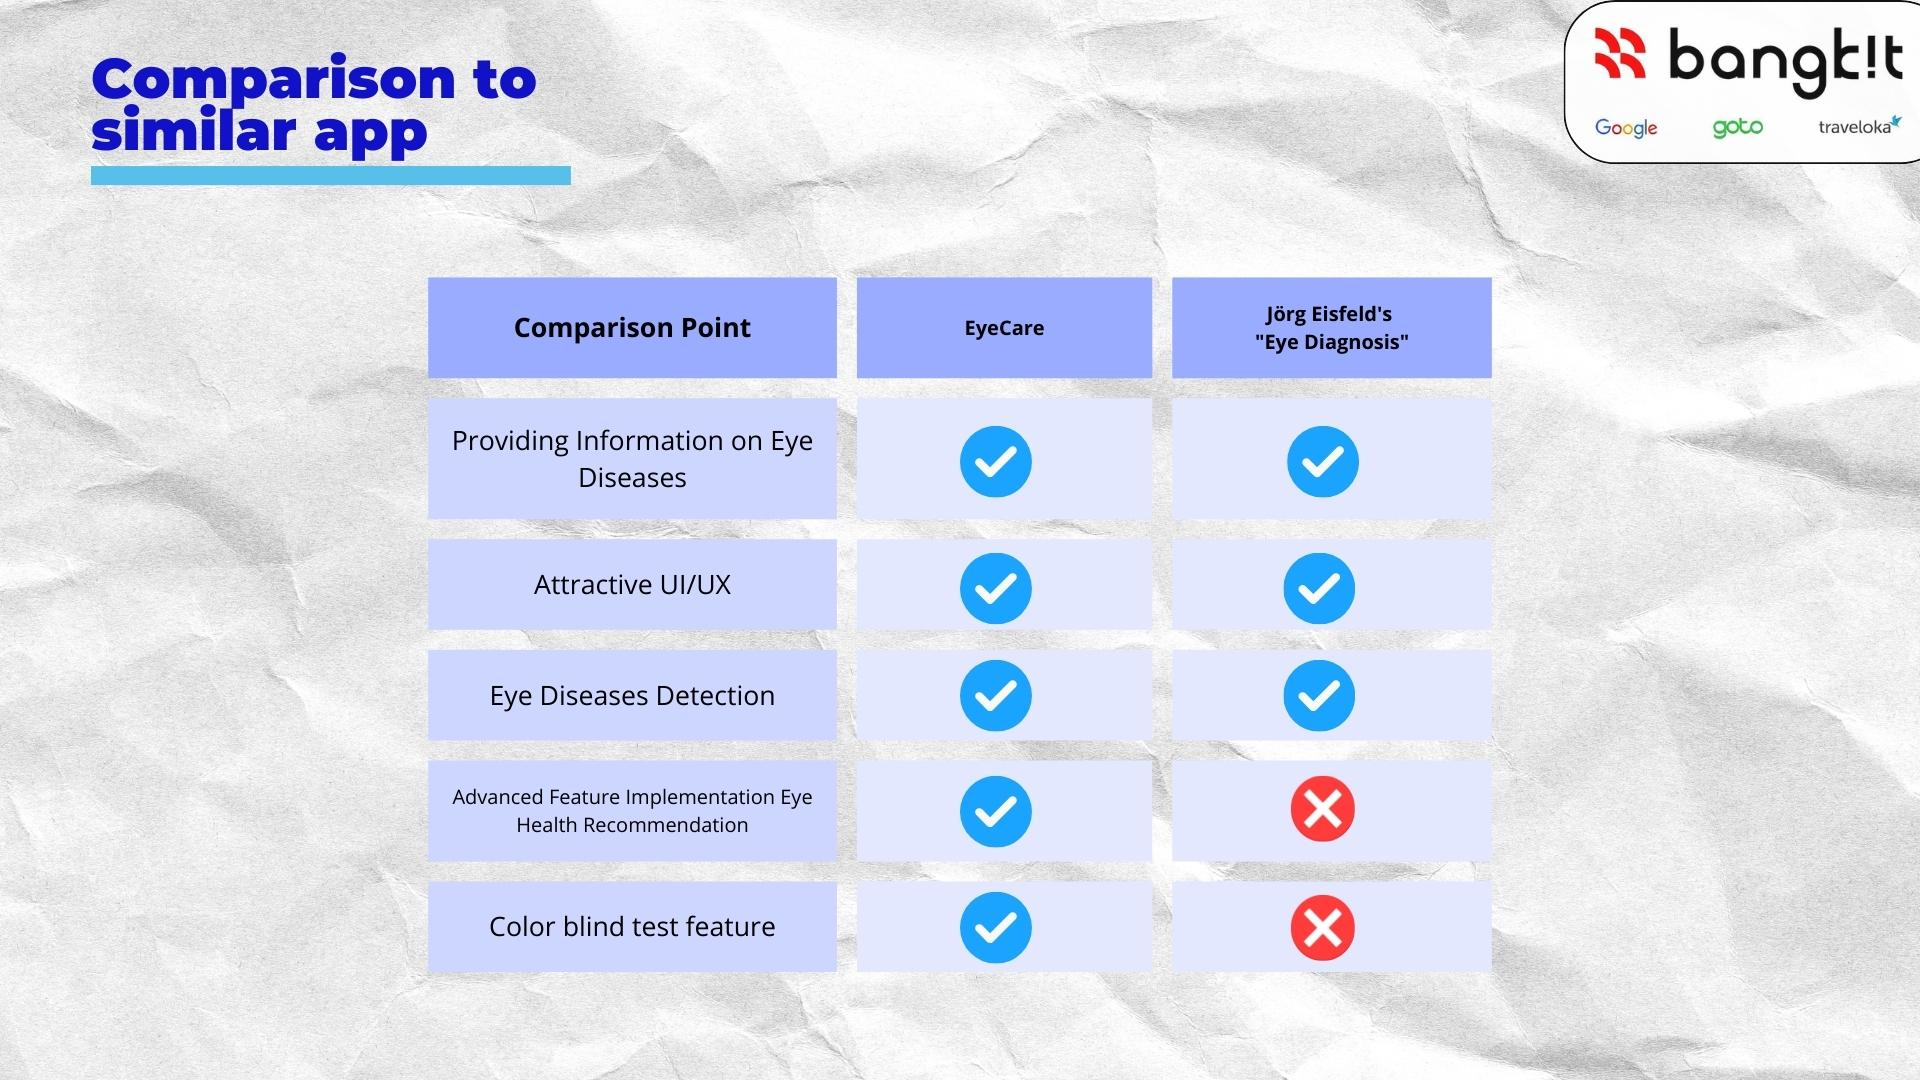 Comparison to
similar app
bangk!t
Google
goto
traveloka
Comparison Point
EyeCare
Jörg Eisfeld's
"Eye Diagnosis"
Providing Information on Eye
Diseases
Attractive UI/UX
Eye Diseases Detection
Advanced Feature Implementation Eye
Health Recommendation
Color blind test feature